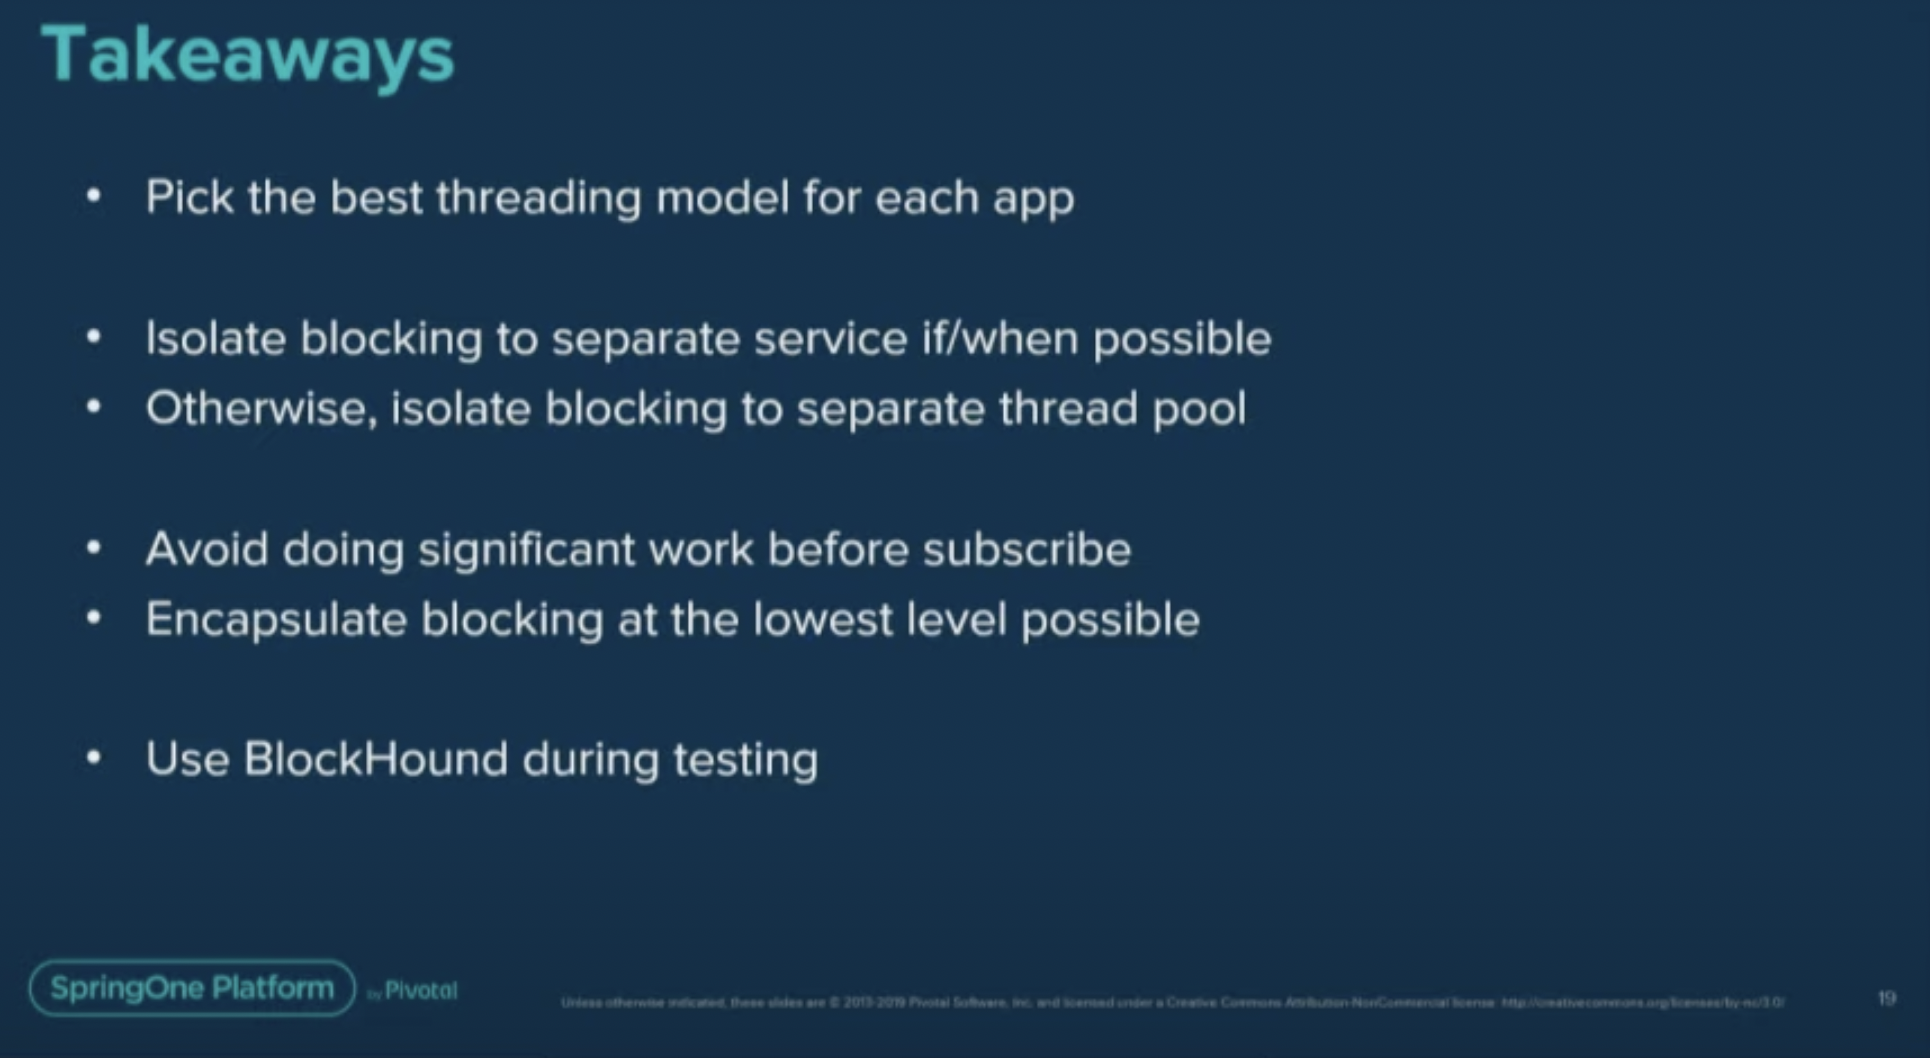 Takeaways
• Pick the best threading model for each app
• Isolate blocking to separate service if/when possible
• Otherwise, isolate blocking to separate thread pool
• Avoid doing significant work before subscribe
• Encapsulate blocking at the lowest level possible
• Use BlockHound during testing
SpringOne Platform by Pivotal
Unless otherwise indicated, these slides are © 2013-2019 Pivotal Software, Inc. and licensed under a Creative Commons Attribution-NonCommercial license: http://creativecommons.org/licenses/by-nc/3.0/
19